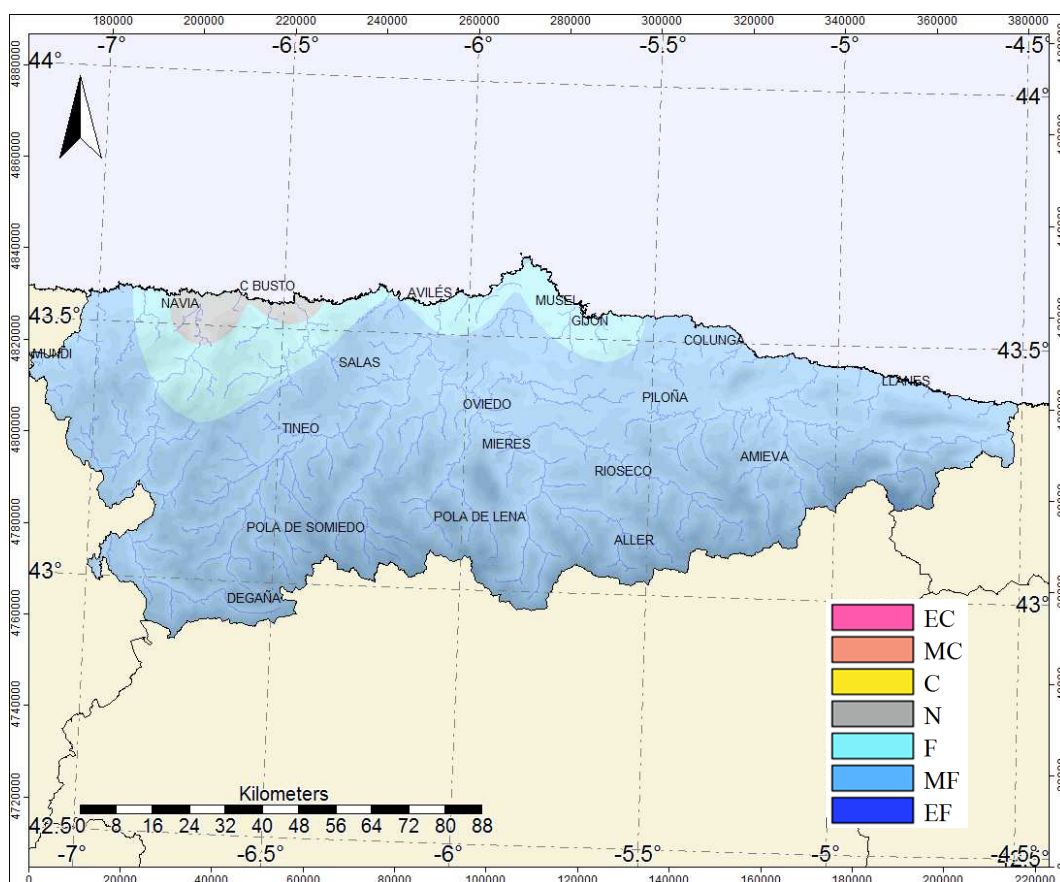 180000 200000 220000 240000 260000 280000 300000 320000 340000 360000 380000
-7° -6.5° -6° -5.5° -5° -4.5°
44°
44°
4880000
4860000
4840000
4820000
4800000
4780000
4760000
4740000
4720000
C BUSTO
AVILÉS
NAVIA
MUSEL
43.5°
GIJON
COLUNGA
43.5°
MUNDI
SALAS
LLANES
OVIEDO
PILOÑA
TINEO
MIERES
AMIEVA
RIOSECO
POLA DE LENA
POLA DE SOMIEDO
ALLER
43°
DEGAÑA
43°
EC
MC
C
N
F
MF
EF
Kilometers
0 8 16 24 32 40 48 56 64 72 80 88
42.5°
42.5°
-7° -6.5° -6° -5.5° -5° -4.5°
20000 40000 60000 80000 100000 120000 140000 160000 180000 200000 220000